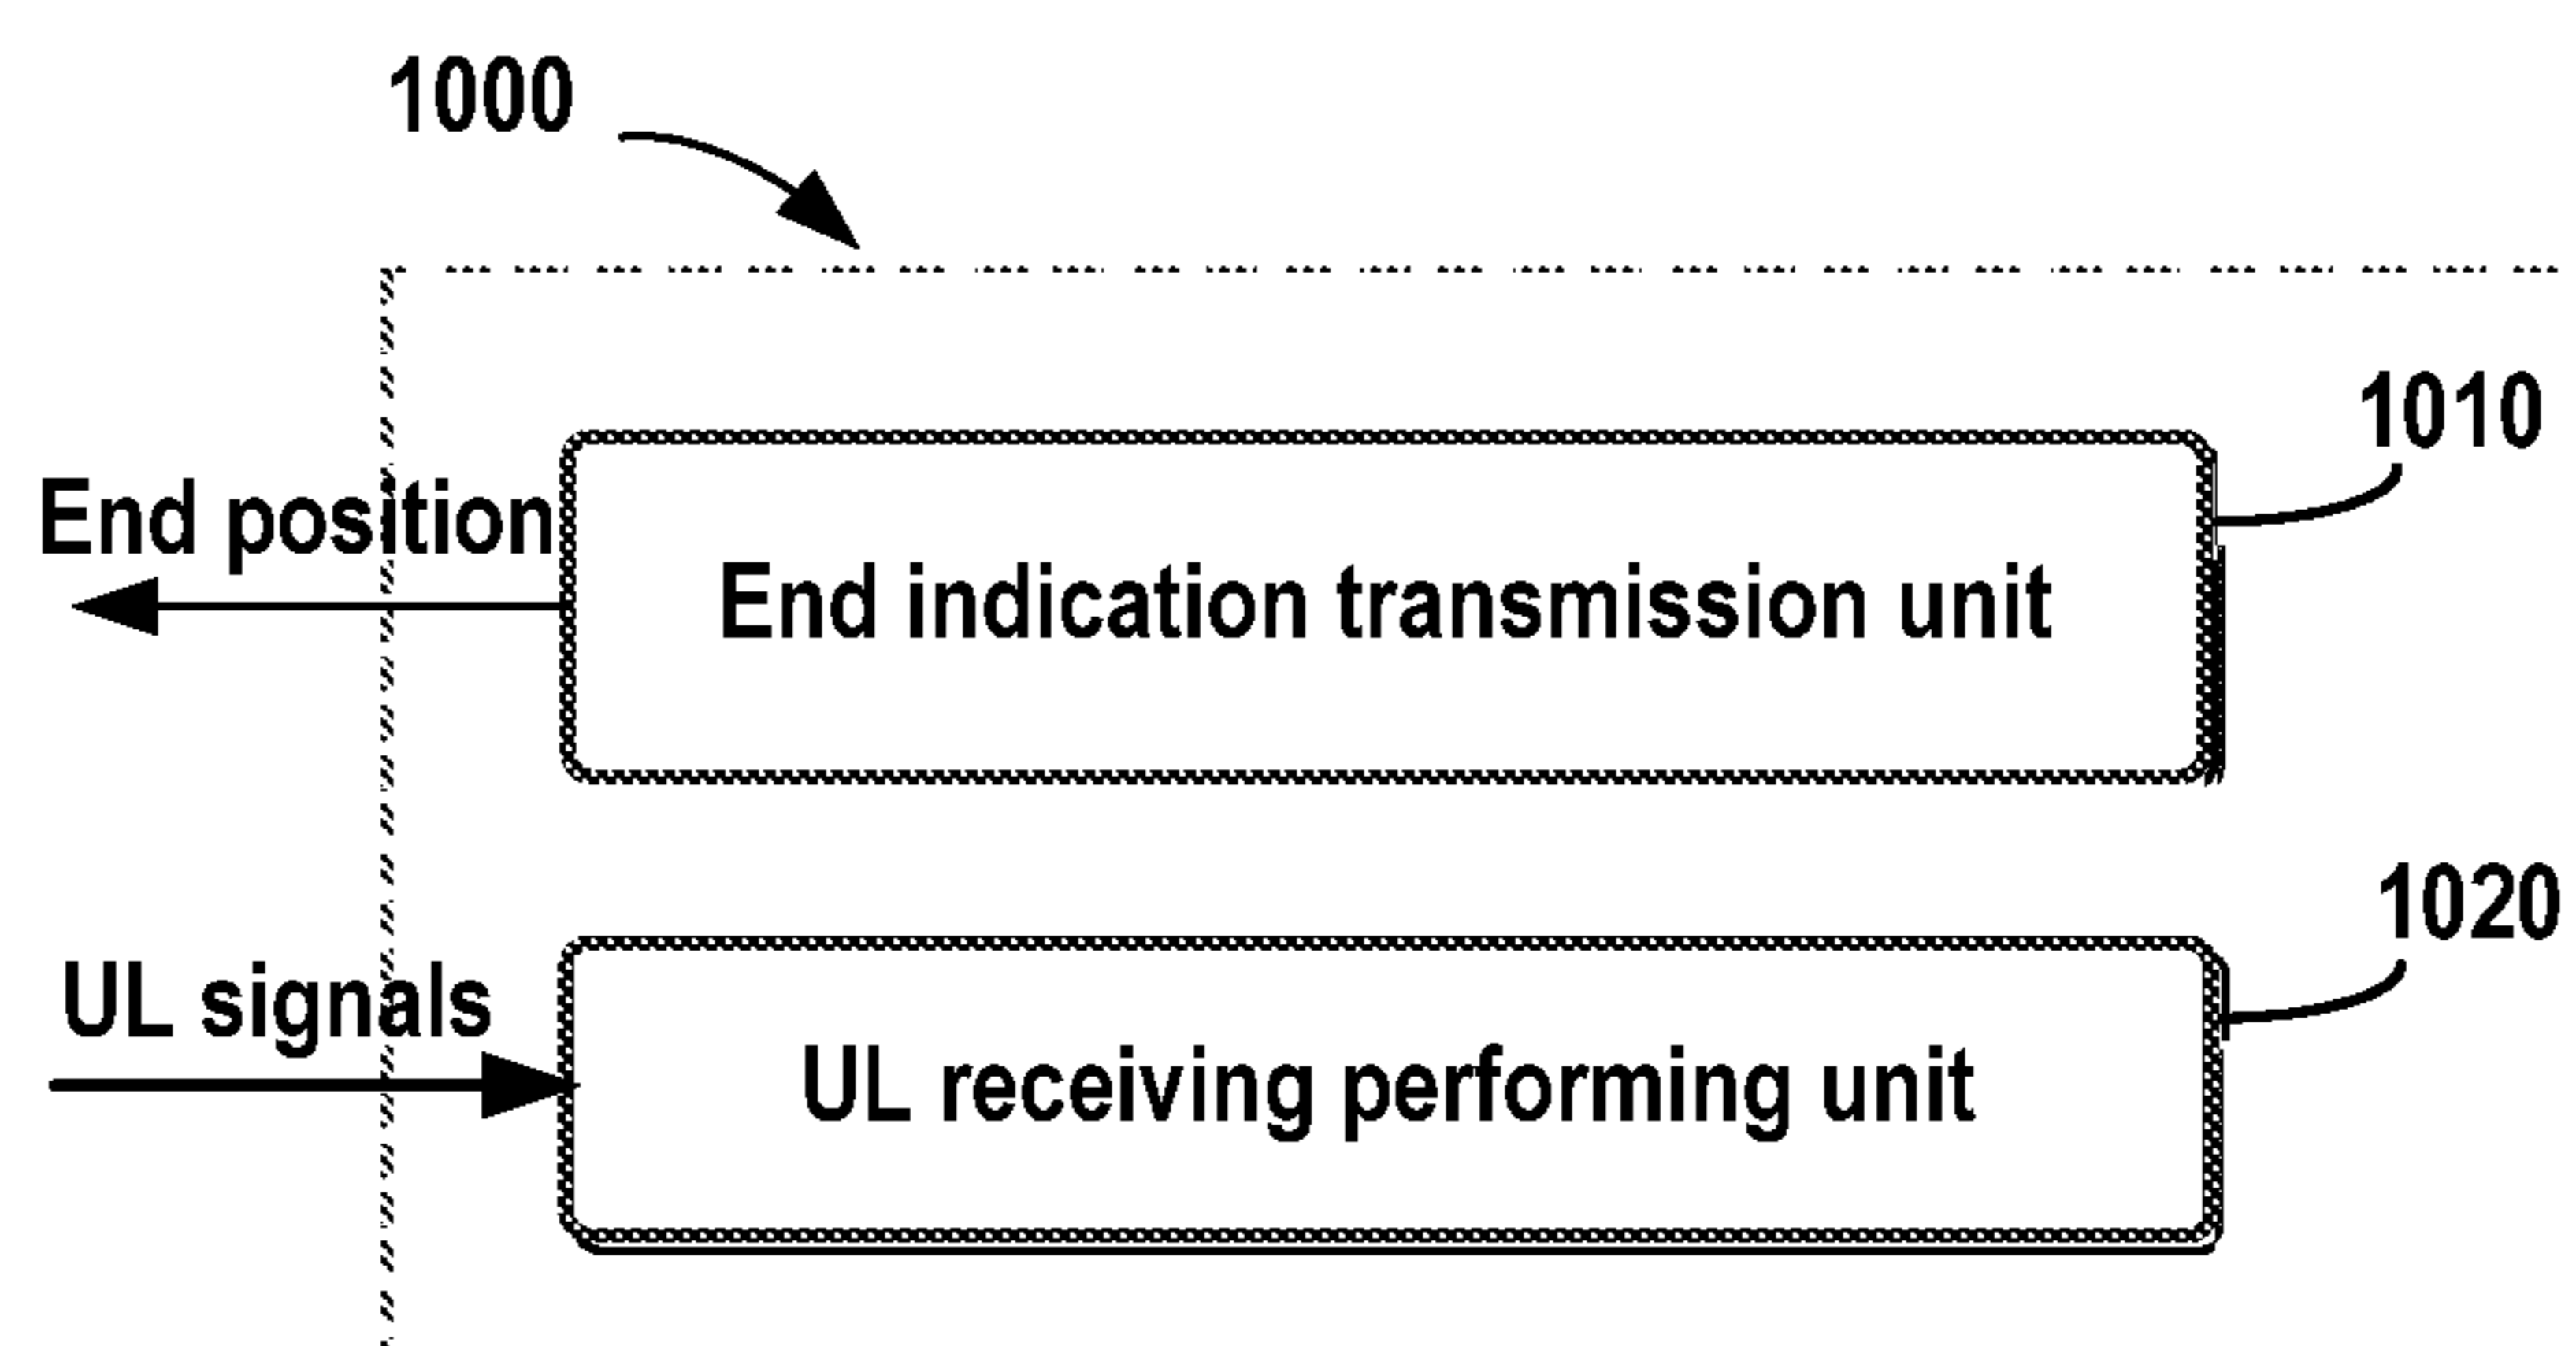 1000
1010
End position
End indication transmission unit
1020
UL signals
UL receiving performing unit